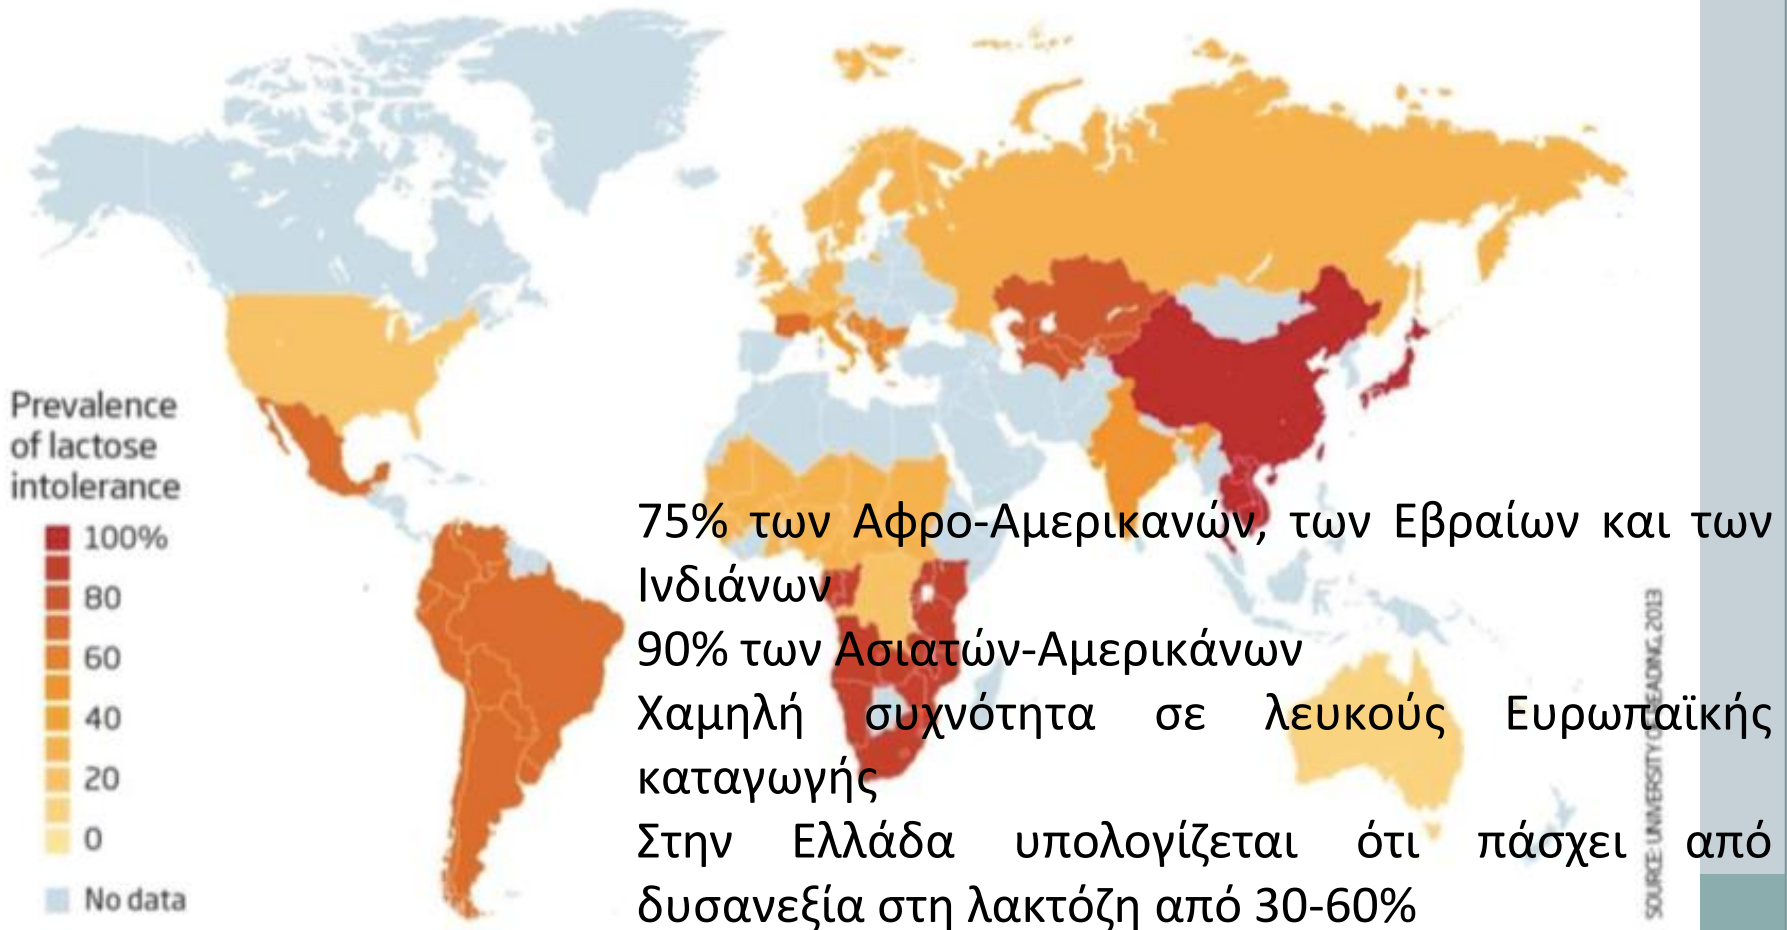 Prevalence
of lactose
intolerance
100%
80
60
40
20
0
No data
75% των Αφρο-Αμερικανών, των Εβραίων και των
Ινδιάνων
90% των Ασιατών-Αμερικάνων
Χαμηλή συχνότητα σε λευκούς Ευρωπαϊκής
καταγωγής
Στην Ελλάδα υπολογίζεται ότι πάσχει από
δυσανεξία στη λακτόζη από 30-60%
SOURCE: UNIVERSITY OF READING, 2013